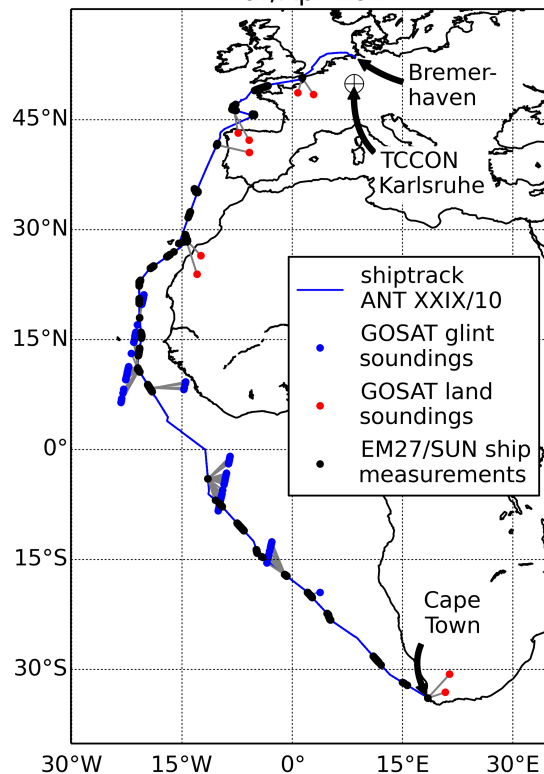 Bremer-
haven
45°N
TCCON
Karlsruhe
30°N
shiptrack
ANT XXIX/10
15°N
GOSAT glint
soundings
GOSAT land
soundings
0°
EM27/SUN ship
measurements
15°S
Cape
Town
30°S
30°W 15°W 0° 15°E 30°E